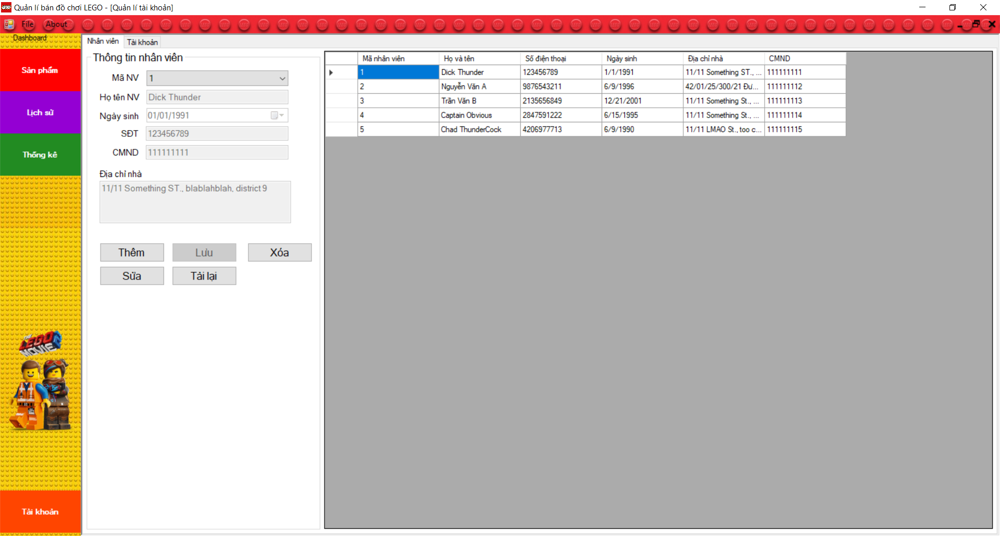 Quản lí bán đồ chơi LEGO - [Quản lí tài khoản]
File About
Dashboard
Sản phẩm
Lịch sử
Thống kê
Tài khoản
THE LEGO MOVIE 2
Nhân viên Tài khoản
Thông tin nhân viên
Mã NV 1
Họ tên NV Dick Thunder
Ngày sinh 01/01/1991
SĐT 123456789
CMND 111111111
Địa chỉ nhà
11/11 Something ST., blablahblah, district 9
Thêm Lưu Xóa
Sửa Tải lại
Mã nhân viên Họ và tên Số điện thoại Ngày sinh Địa chỉ nhà CMND
1 Dick Thunder 123456789 1/1/1991 11/11 Something ST., ... 111111111
2 Nguyễn Văn A 9876543211 6/9/1996 42/01/25/300/21 Đư... 111111112
3 Trần Văn B 2135656849 12/21/2001 11/11 Something St., ... 111111113
4 Captain Obvious 2847591222 6/15/1995 11/11 Something St., ... 111111114
5 Chad ThunderCock 4206977713 6/9/1990 11/11 LMAO St., too c... 111111115